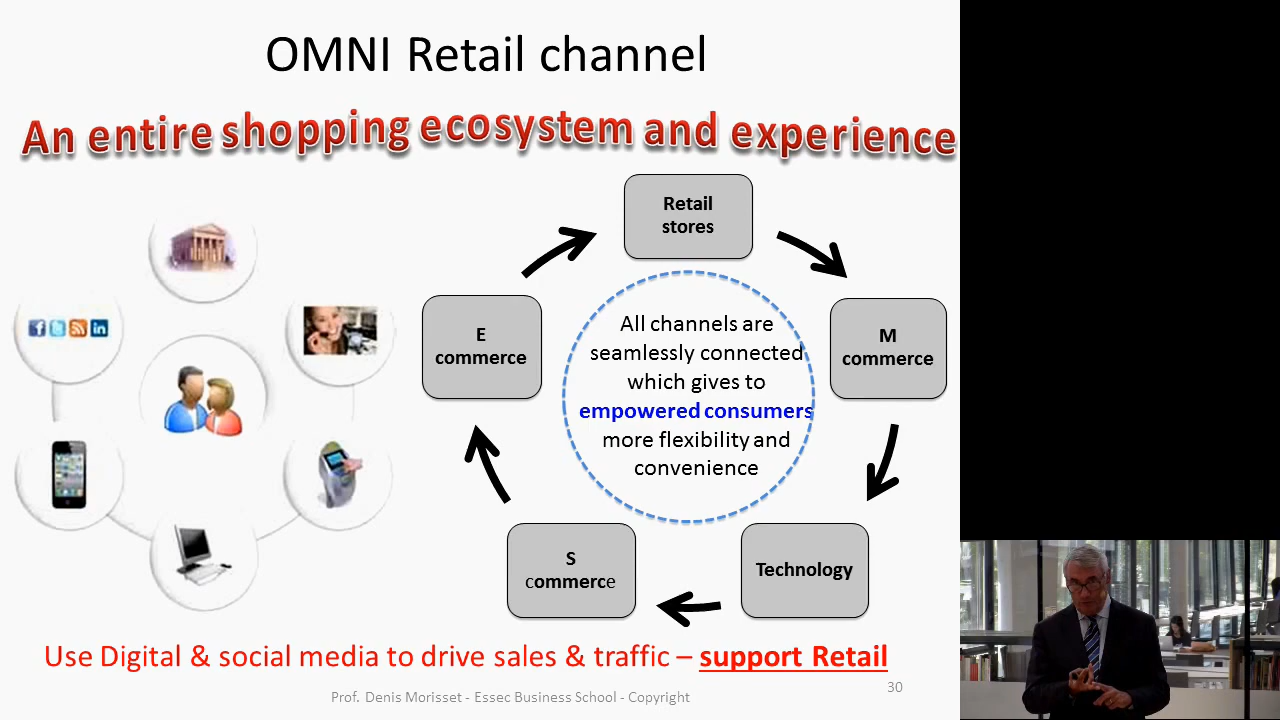 OMNI Retail channel
An entire shopping ecosystem and experience
Retail
stores
E
commerce
M
commerce
All channels are
seamlessly connected
which gives to
empowered consumers
more flexibility and
convenience
S
commerce
Technology
Use Digital & social media to drive sales & traffic – support Retail
Prof. Denis Morisset - Essec Business School - Copyright
30